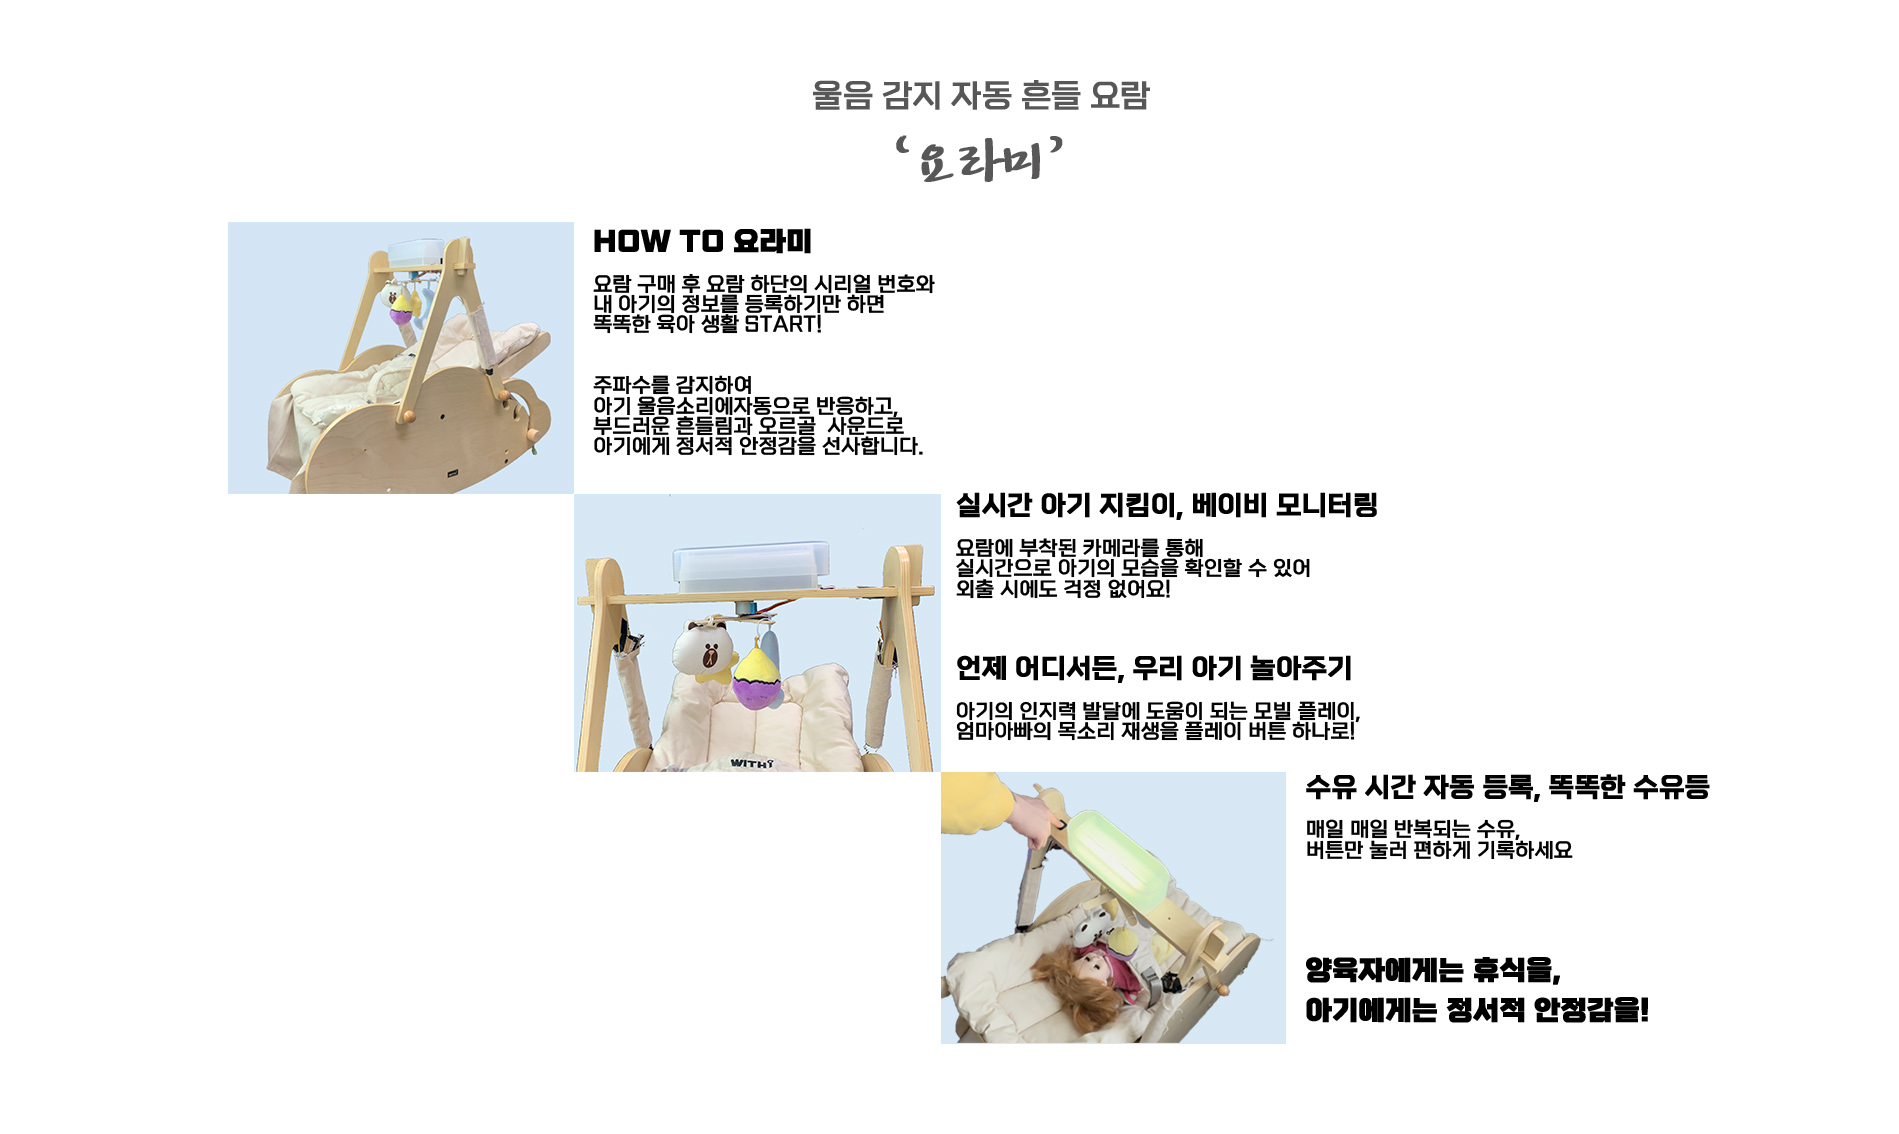 울음 감지 자동 흔들 요람
‘요라미’
HOW TO 요라미
요람 구매 후 요람 하단의 시리얼 번호와
내 아기의 정보를 등록하기만 하면
똑똑한 육아 생활 START!
주파수를 감지하여
아기 울음소리에자동으로 반응하고,
부드러운 흔들림과 오르골  사운드로
아기에게 정서적 안정감을 선사합니다.
실시간 아기 지킴이, 베이비 모니터링
요람에 부착된 카메라를 통해
실시간으로 아기의 모습을 확인할 수 있어
외출 시에도 걱정 없어요!
언제 어디서든, 우리 아기 놀아주기
아기의 인지력 발달에 도움이 되는 모빌 플레이,
엄마아빠의 목소리 재생을 플레이 버튼 하나로!
WITH
수유 시간 자동 등록, 똑똑한 수유등
매일 매일 반복되는 수유,
버튼만 눌러 편하게 기록하세요
양육자에게는 휴식을,
아기에게는 정서적 안정감을!